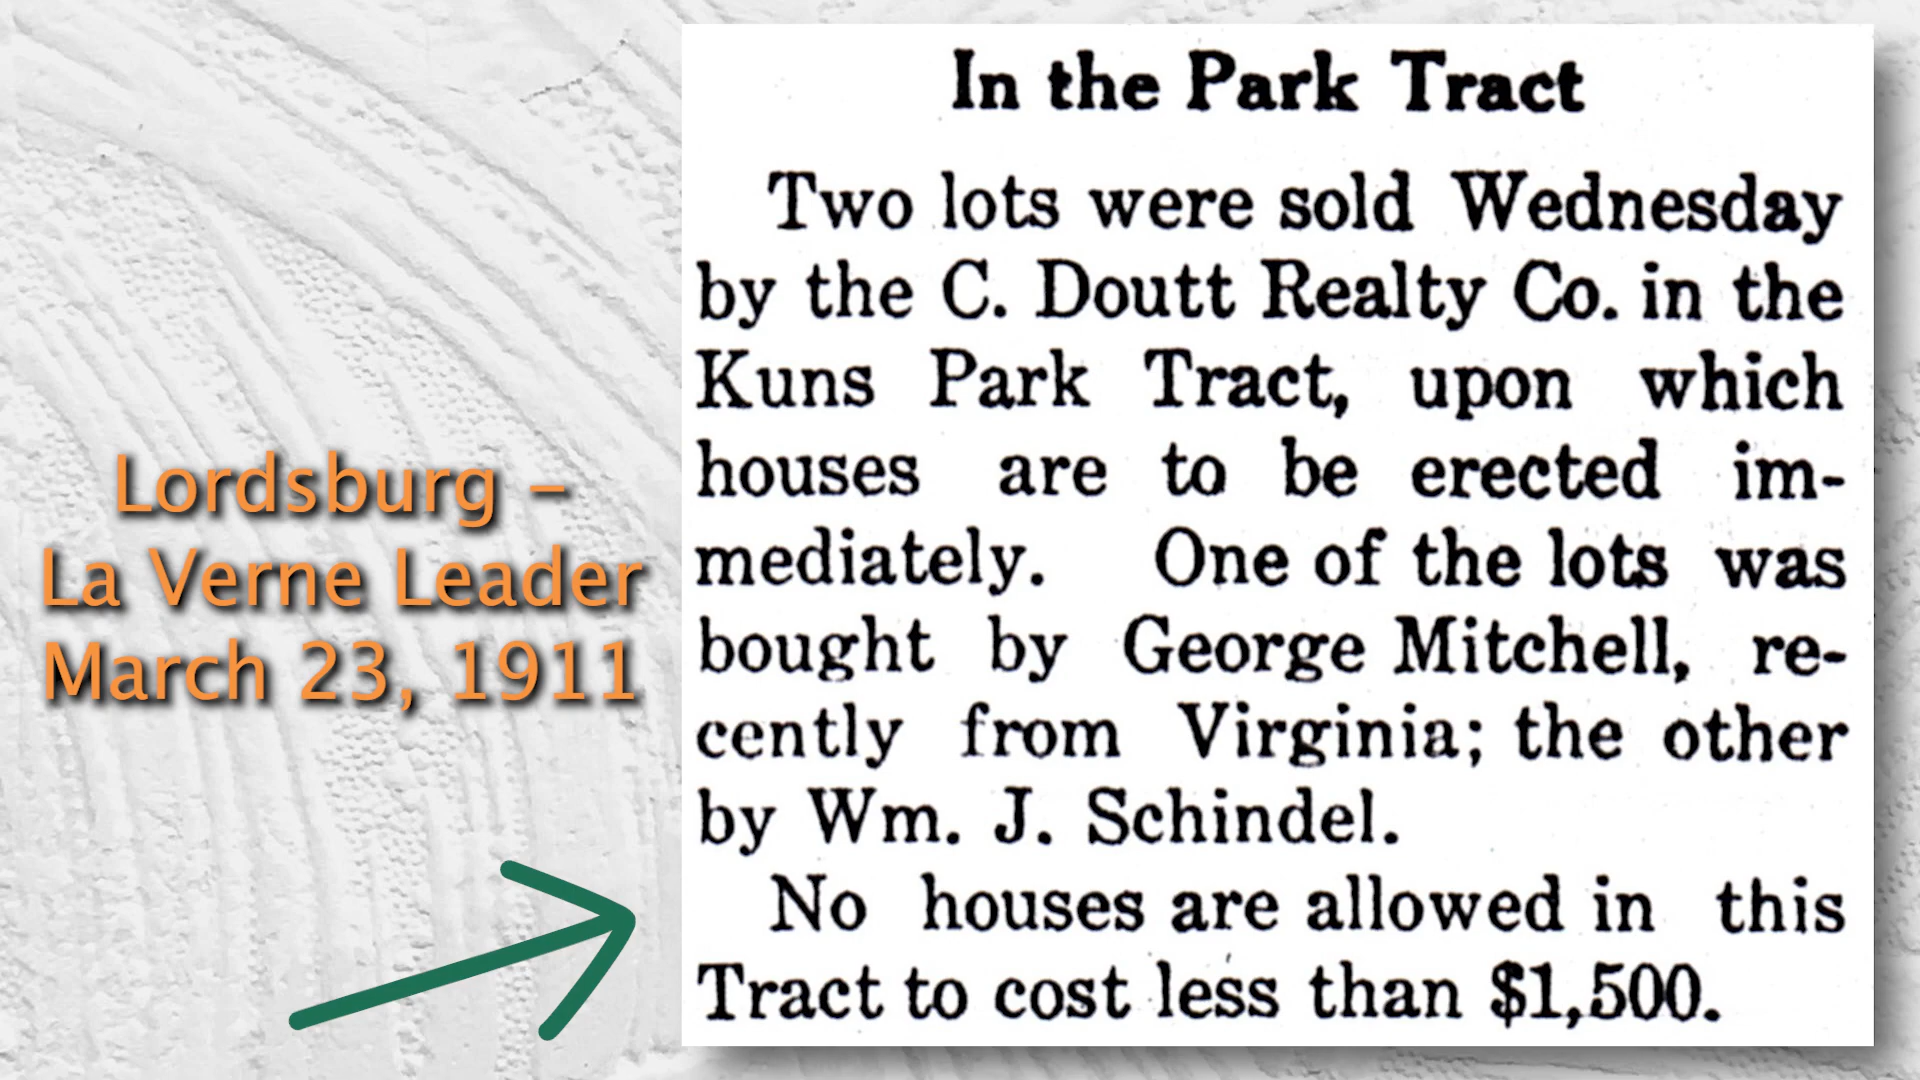 Lordsburg –
La Verne Leader
March 23, 1911
In the Park Tract
Two lots were sold Wednesday
by the C. Doutt Realty Co. in the
Kuns Park Tract, upon which
houses are to be erected im-
mediately. One of the lots was
bought by George Mitchell, re-
cently from Virginia; the other
by Wm. J. Schindel.
No houses are allowed in this
Tract to cost less than $1,500.